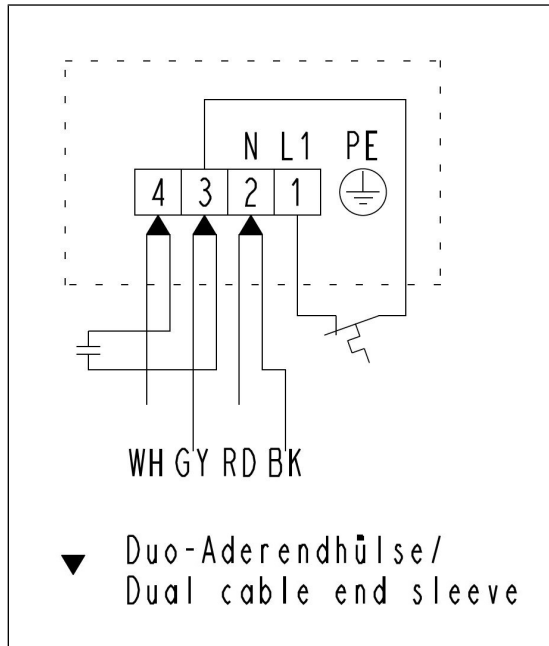 N L1 PE
4 3 2 1
WH GY RD BK
Duo-Aderendhülse/
Dual cable end sleeve